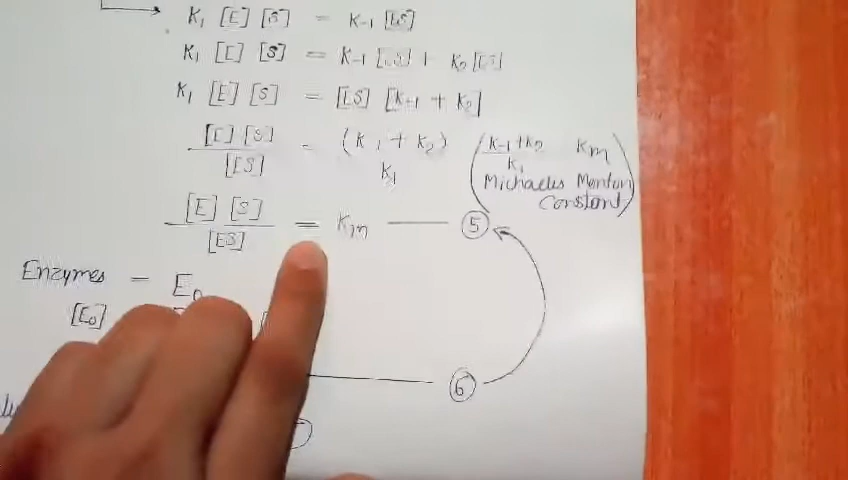 K₁ [E] [S] = K-1 [ES]
K₁ [E] [S] = K-1 [ES] + K₂ [ES]
K₁ [E] [S] = [ES] [K-1 + K₂]
[E] [S] / [ES] = (K-1 + K₂) / K₁
(K-1 + K₂ / K₁ Km
Michaelis Menton
Constant)
[E] [S] / [ES] = Km —— ⑤
Enzymes = E₀
[E₀]
—— ⑥